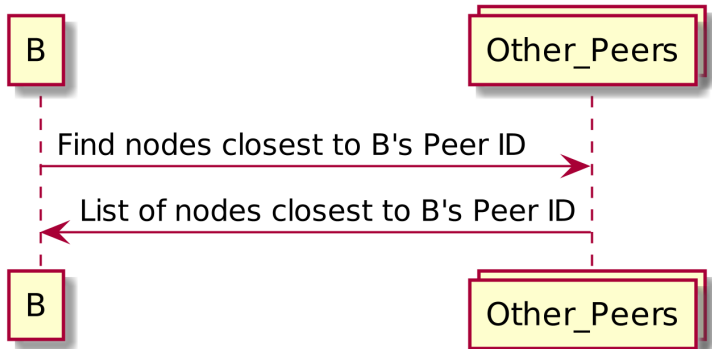 B
Other_Peers
Find nodes closest to B's Peer ID
List of nodes closest to B's Peer ID
B
Other_Peers